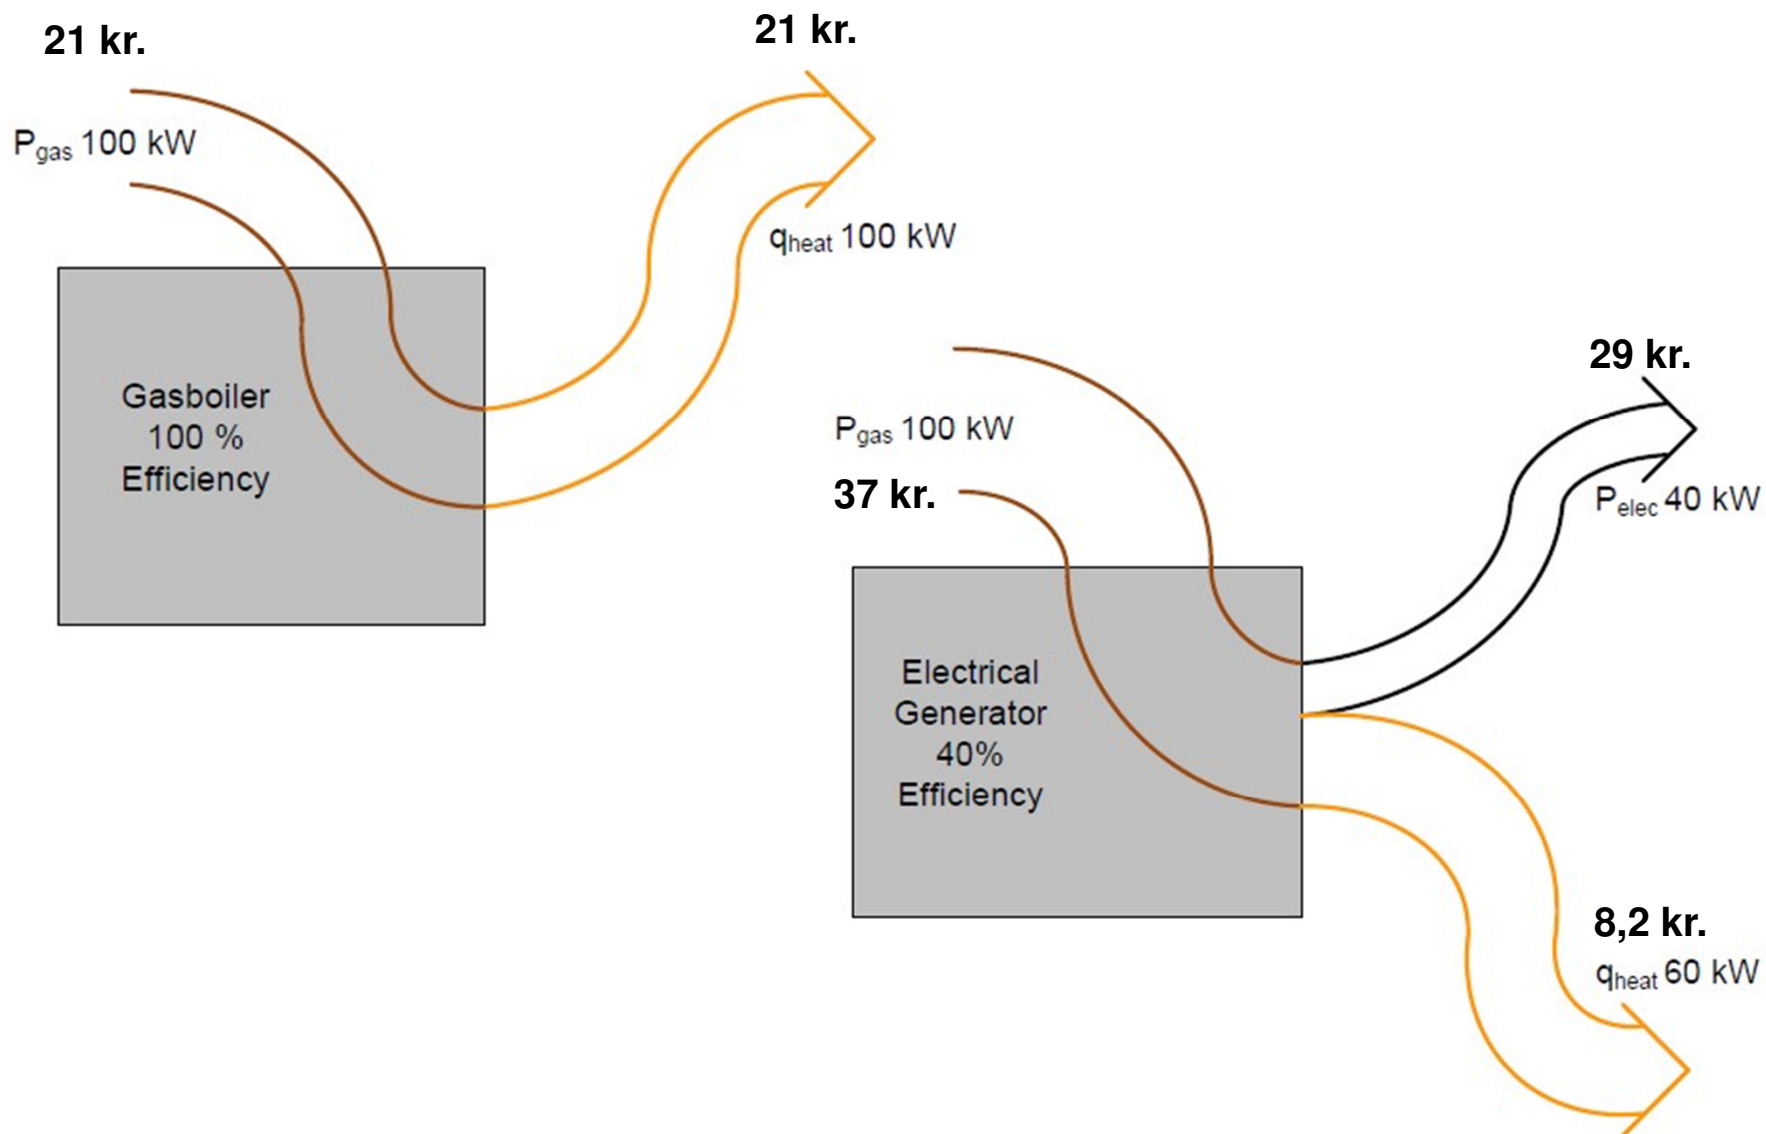 21 kr.
21 kr.
Pgas 100 kW
qheat 100 kW
Gasboiler
100 %
Efficiency
29 kr.
Pgas 100 kW
37 kr.
Pelec 40 kW
Electrical
Generator
40%
Efficiency
8,2 kr.
qheat 60 kW